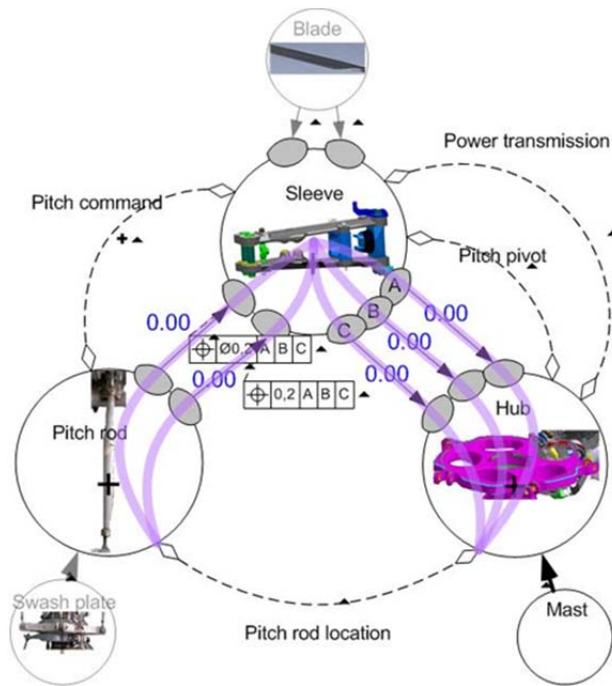 Blade
Power transmission
Sleeve
Pitch command
Pitch pivot
A
B
C
0.00
0.00
Ø0,2 A B C
0.00
0.00
0.00
0,2 A B C
Pitch rod
Hub
Swash plate
Mast
Pitch rod location